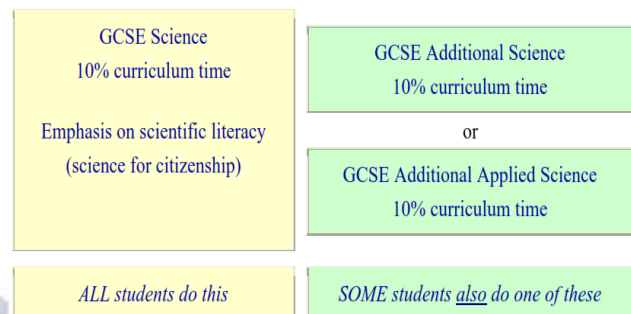 GCSE Science
10% curriculum time
Emphasis on scientific literacy
(science for citizenship)
GCSE Additional Science
10% curriculum time
or
GCSE Additional Applied Science
10% curriculum time
ALL students do this
SOME students also do one of these